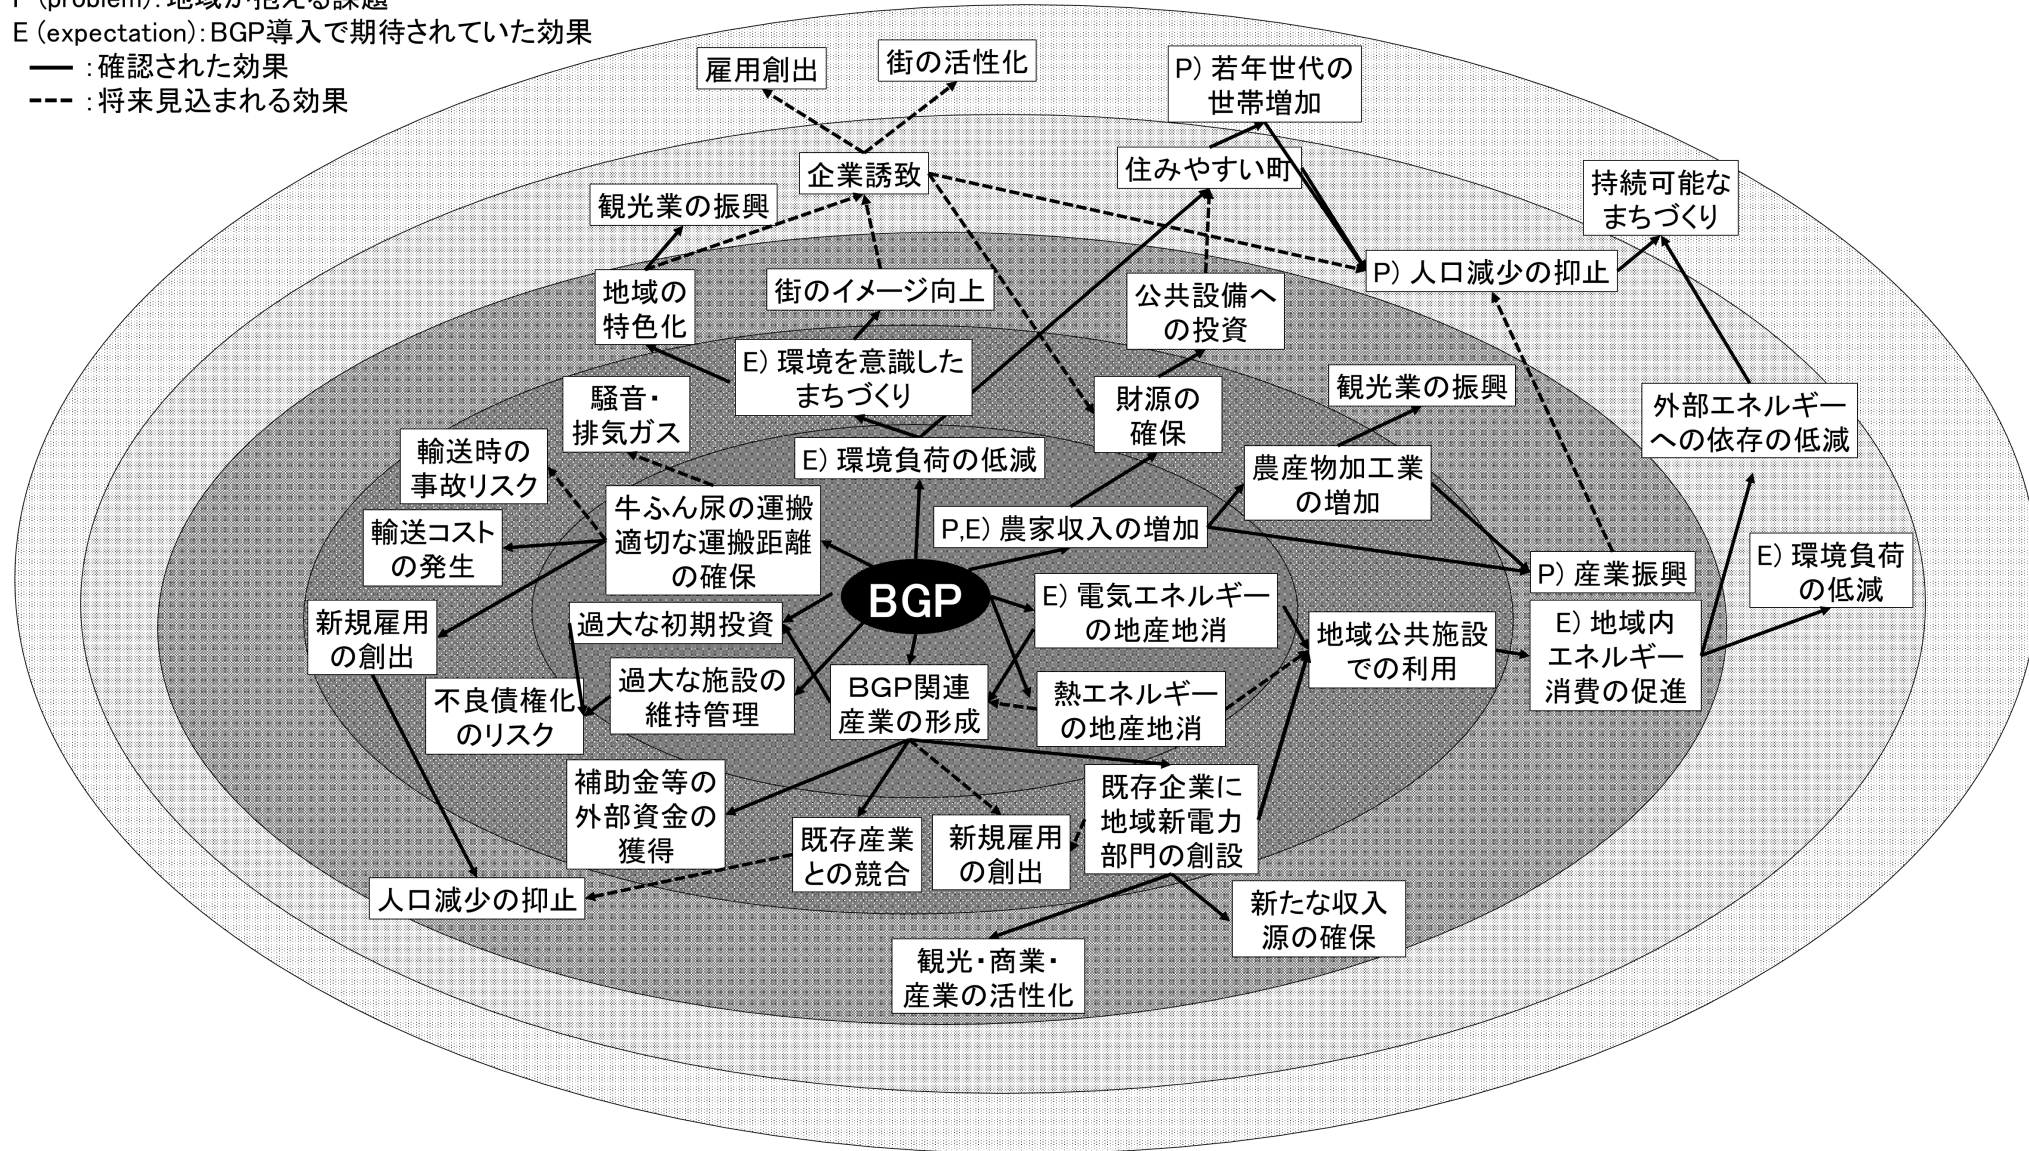 P (problem):地域が抱える課題
E (expectation):BGP導入で期待されていた効果
:確認された効果
:将来見込まれる効果
雇用創出
街の活性化
P) 若年世代の
世帯増加
企業誘致
住みやすい町
持続可能な
まちづくり
観光業の振興
P) 人口減少の抑止
地域の
特色化
街のイメージ向上
公共設備へ
の投資
E) 環境を意識した
まちづくり
騒音・
排気ガス
財源の
確保
観光業の振興
外部エネルギー
への依存の低減
輸送時の
事故リスク
E) 環境負荷の低減
農産物加工業
の増加
牛ふん尿の運搬
適切な運搬距離
の確保
P,E) 農家収入の増加
輸送コスト
の発生
P) 産業振興
E) 環境負荷
の低減
BGP
E) 電気エネルギー
の地産地消
新規雇用
の創出
過大な初期投資
地域公共施設
での利用
E) 地域内
エネルギー
消費の促進
不良債権化
のリスク
過大な施設の
維持管理
BGP関連
産業の形成
熱エネルギー
の地産地消
補助金等の
外部資金の
獲得
既存産業
との競合
新規雇用
の創出
既存企業に
地域新電力
部門の創設
人口減少の抑止
新たな収入
源の確保
観光・商業・
産業の活性化